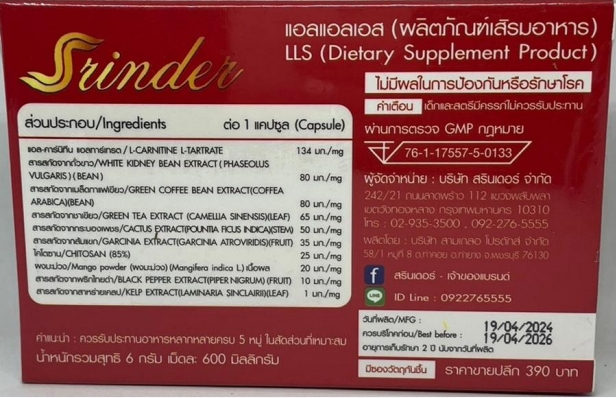 Srinder
แอลแอลเอส (ผลิตภัณฑ์เสริมอาหาร)
LLS (Dietary Supplement Product)
ไม่มีผลในการป้องกันหรือรักษาโรค
คำเตือน เด็กและสตรีมีครรภ์ไม่ควรรับประทาน
ส่วนประกอบ/Ingredients ต่อ 1 แคปซูล (Capsule)
แอล-คาร์นิทีน แอลทาร์เทรต / L-CARNITINE L-TARTRATE 134 มก./mg
สารสกัดจากถั่วขาว/WHITE KIDNEY BEAN EXTRACT ( PHASEOLUS
VULGARIS ) (BEAN) 80 มก./mg
สารสกัดจากเมล็ดกาแฟเขียว/GREEN COFFEE BEAN EXTRACT(COFFEA
ARABICA)(BEAN) 80 มก./mg
สารสกัดจากชาเขียว/GREEN TEA EXTRACT (CAMELLIA SINENSIS)(LEAF) 65 มก./mg
สารสกัดจากกระบองเพชร/CACTUS EXTRACT(POUNTIA FICUS INDICA)(STEM) 50 มก./mg
สารสกัดจากส้มแขก/GARCINIA EXTRACT(GARCINIA ATROVIRIDIS)(FRUIT) 35 มก./mg
ไคโตซาน/CHITOSAN (85%) 25 มก./mg
ผงมะม่วง/Mango powder (ผงมะม่วง) (Mangifera indica L.) เนื้อผล 20 มก./mg
สารสกัดจากพริกไทยดำ/BLACK PEPPER EXTRACT(PIPER NIGRUM) (FRUIT) 10 มก./mg
สารสกัดจากสาหร่ายเคลป์/KELP EXTRACT(LAMINARIA SINCLAIRII)(LEAF) 1 มก./mg
คำแนะนำ : ควรรับประทานอาหารหลากหลายครบ 5 หมู่ ในสัดส่วนที่เหมาะสม
น้ำหนักรวมสุทธิ 6 กรัม เม็ดละ 600 มิลลิกรัม
ผ่านการตรวจ GMP กฎหมาย
76-1-17557-5-0133
ผู้จัดจำหน่าย : บริษัท สรินเดอร์ จำกัด
242/21 ถนนลาดพร้าว 112 แขวงพลับพลา
เขตวังทองหลาง กรุงเทพมหานคร 10310
โทร : 02-935-3500 , 092-276-5555
ผลิตโดย : บริษัท สามเกลอ โปรดักส์ จำกัด
58/1 หมู่ที่ 8 ต.ท่าคอย อ.ท่ายาง จ.เพชรบุรี 76130
f สรินเดอร์ - เจ้าของแบรนด์
LINE ID Line : 0922765555
วันที่ผลิต/MFG : 19/04/2024
ควรบริโภคก่อน/Best before : 19/04/2026
อายุการเก็บรักษา 2 ปี นับจากวันที่ผลิต
มีซองวัตถุกันชื้น ราคาขายปลีก 390 บาท